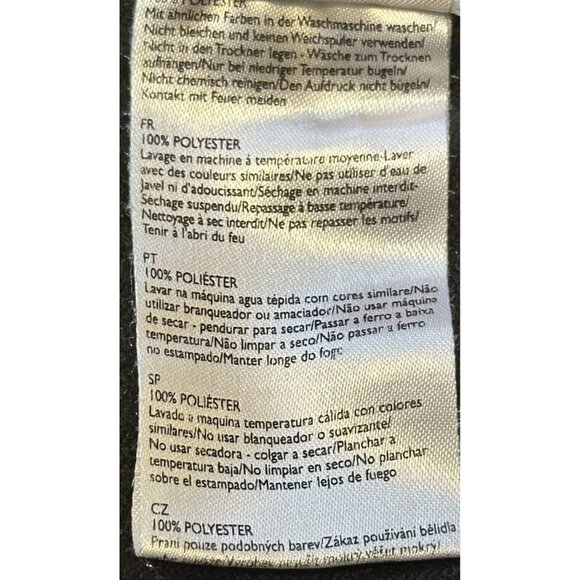 POLYESTER
Mit ähnlichen Farben in der Waschmaschine waschen/
Nicht bleichen und keinen Weichspuler verwenden/
Nicht in den Trockner legen - Wäsche zum Trocknen
aufhängen/Nur bei niedriger Temperatur bugeln/
Nicht chemisch reinigen/Den Aufdruck nicht bugeln/
Kontakt mit Feuer meiden
FR
100% POLYESTER
Lavage en machine à température moyenne-Laver
avec des couleurs similaires/Ne pas utiliser d'eau de
Javel ni d'adoucissant/Séchage en machine interdit-
Séchage suspendu/Repassage à basse température/
Nettoyage à sec interdit/Ne pas repasser les motifs/
Tenir à l'abri du feu
PT
100% POLIÉSTER
Lavar na máquina agua tépida com cores similare/Não
utilizar branqueador ou amaciador/Não usar máquina
de secar - pendurar para secar/Passar a ferro a baixa
temperatura/Não limpar a seco/Não passar a ferro
no estampado/Manter longe do fogo
SP
100% POLIÉSTER
Lavado a maquina temperatura cálida con colores
similares/No usar blanqueador o suavizante/
No usar secadora - colgar a secar/Planchar a
temperatura baja/No limpiar en seco/No planchar
sobre el estampado/Mantener lejos de fuego
CZ
100% POLYESTER
Praní pouze podobných barev/Zákaz používání bělidla